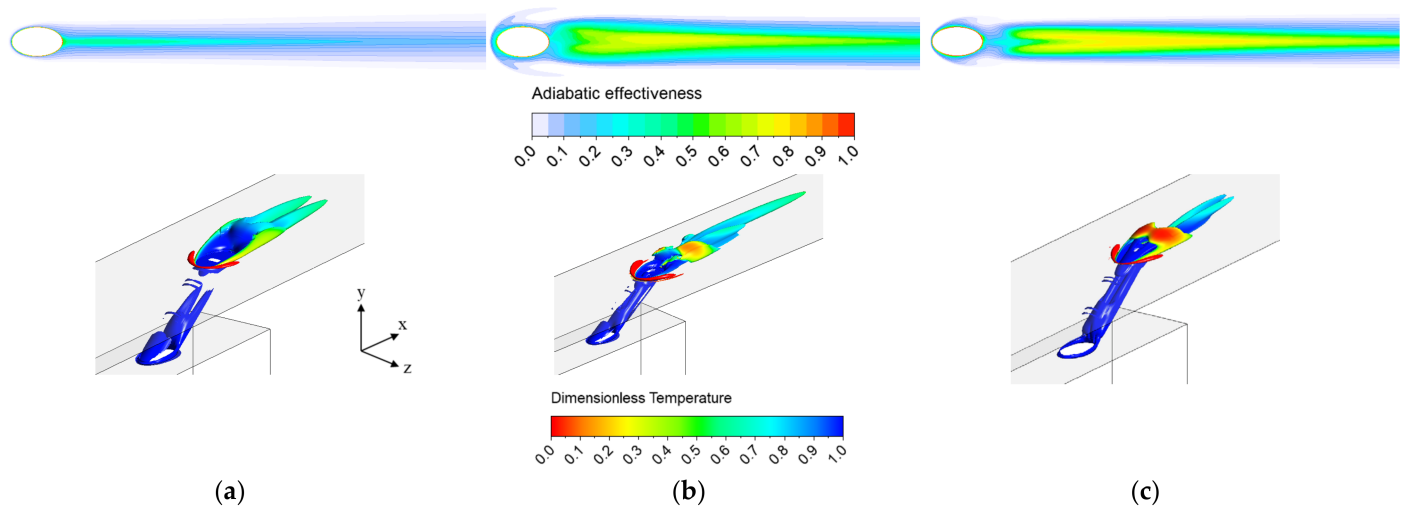 Adiabatic effectiveness
0.0 0.1 0.2 0.3 0.4 0.5 0.6 0.7 0.8 0.9 1.0
y
x
z
Dimensionless Temperature
0.0 0.1 0.2 0.3 0.4 0.5 0.6 0.7 0.8 0.9 1.0
(a) (b) (c)